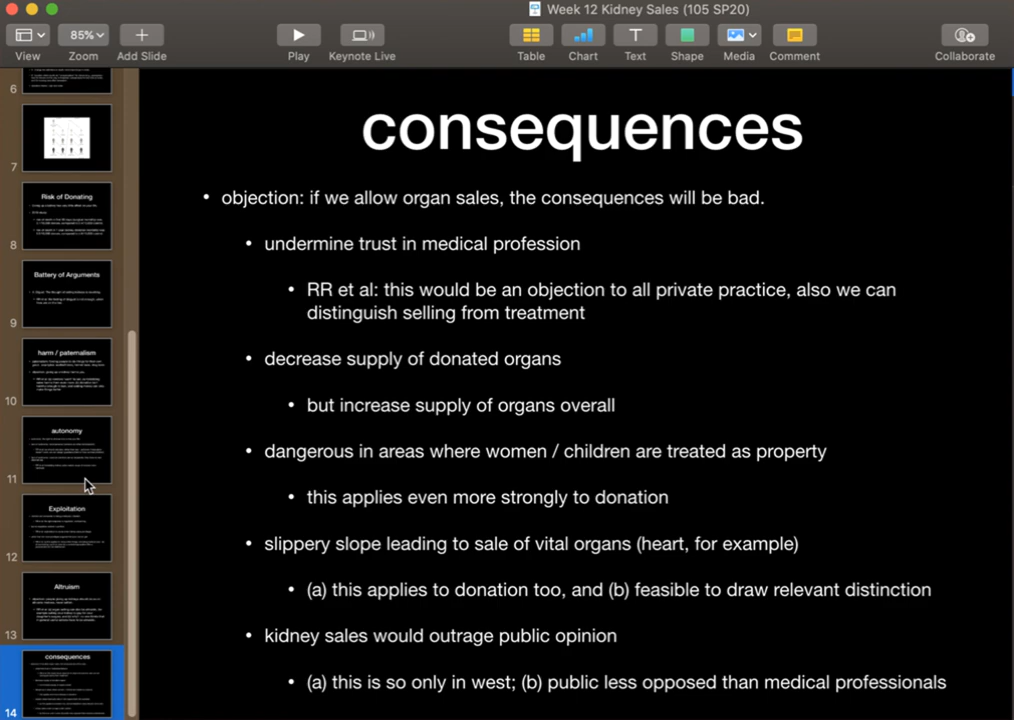 Week 12 Kidney Sales (105 SP20)
85%
View
Zoom
Add Slide
Play
Keynote Live
Table
Chart
Text
Shape
Media
Comment
Collaborate
6
7
Risk of Donating
8
Battery of Arguments
9
harm / paternalism
10
autonomy
11
Exploitation
12
Altruism
13
consequences
14
consequences
• objection: if we allow organ sales, the consequences will be bad.
• undermine trust in medical profession
• RR et al: this would be an objection to all private practice, also we can
distinguish selling from treatment
• decrease supply of donated organs
• but increase supply of organs overall
• dangerous in areas where women / children are treated as property
• this applies even more strongly to donation
• slippery slope leading to sale of vital organs (heart, for example)
• (a) this applies to donation too, and (b) feasible to draw relevant distinction
• kidney sales would outrage public opinion
• (a) this is so only in west; (b) public less opposed than medical professionals